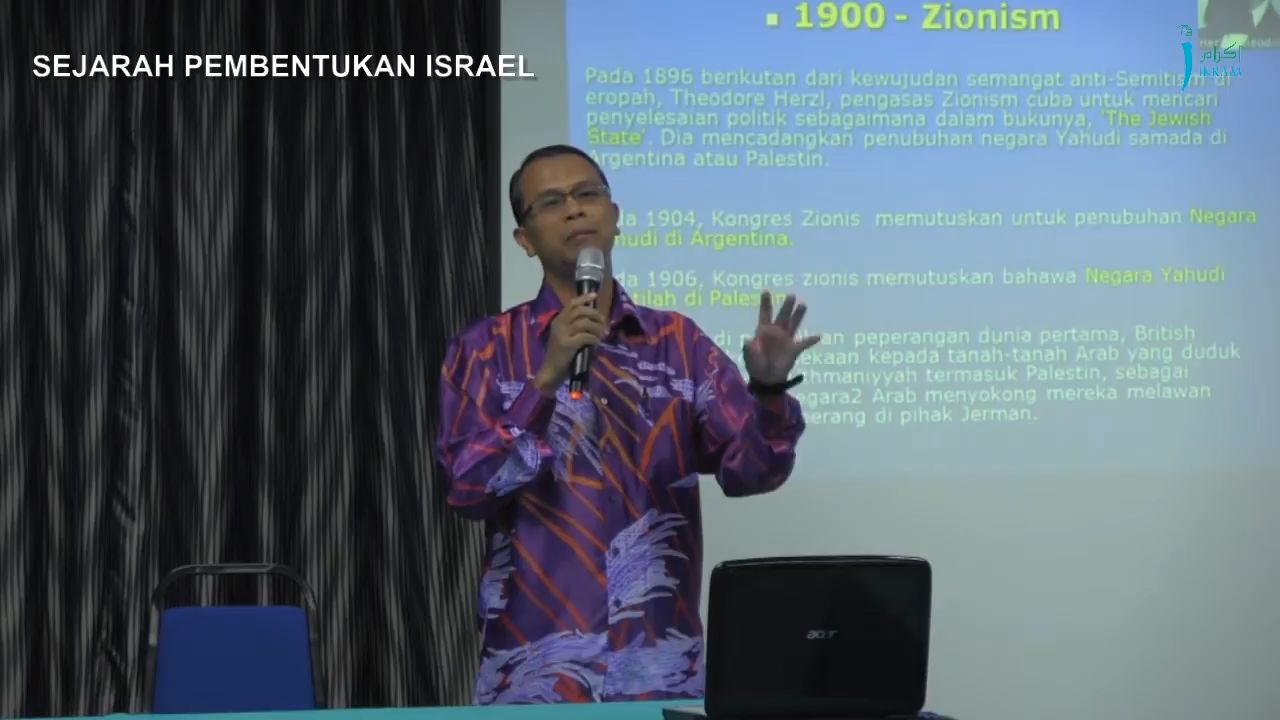 SEJARAH PEMBENTUKAN ISRAEL
1900 - Zionism
Pada 1896 berikutan dari kewujudan semangat anti-Semitism di
eropah, Theodore Herzl, pengasas Zionism cuba untuk mencari
penyelesaian politik sebagaimana dalam bukunya, 'The Jewish
State'. Dia mencadangkan penubuhan negara Yahudi samada di
Argentina atau Palestin.
1904, Kongres Zionis memutuskan untuk penubuhan Negara
di Argentina.
1906, Kongres zionis memutuskan bahawa Negara Yahudi
di Palestin
di peperangan dunia pertama, British
kepada tanah-tanah Arab yang duduk
termasuk Palestin, sebagai
Arab menyokong mereka melawan
di pihak Jerman.
اكرام
IKRAM
acer